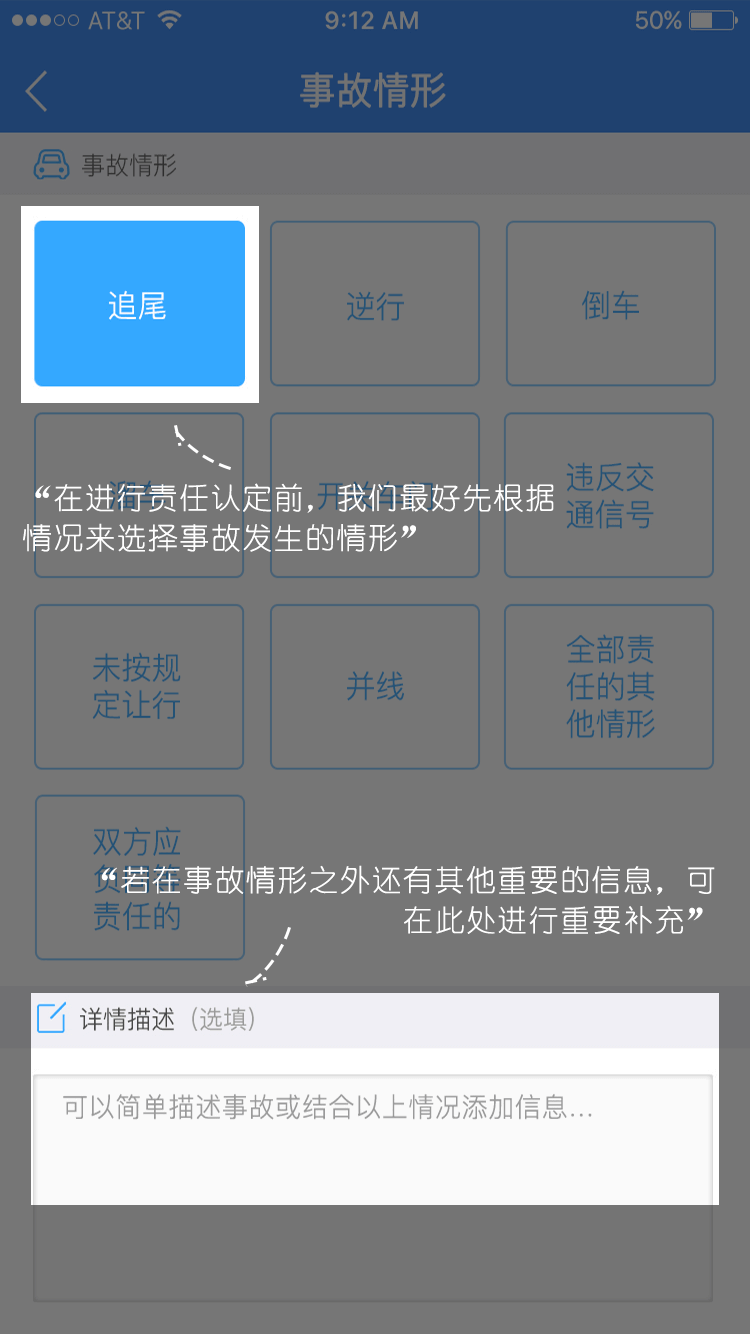 AT&T 9:12 AM 50%
事故情形
事故情形
追尾
逆行
倒车
“在进行责任认定前，我们最好先根据
情况来选择事故发生的情形”
违反交
通信号
未按规
定让行
并线
全部责
任的其
他情形
双方应
责任的
“若在事故情形之外还有其他重要的信息，可
在此处进行重要补充”
详情描述（选填）
可以简单描述事故或结合以上情况添加信息...